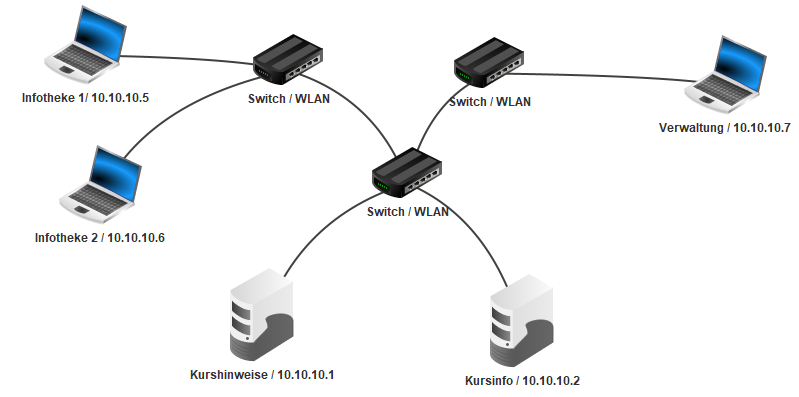 Infotheke 1/ 10.10.10.5
Switch / WLAN
Switch / WLAN
Verwaltung / 10.10.10.7
Infotheke 2 / 10.10.10.6
Switch / WLAN
Kurshinweise / 10.10.10.1
Kursinfo / 10.10.10.2